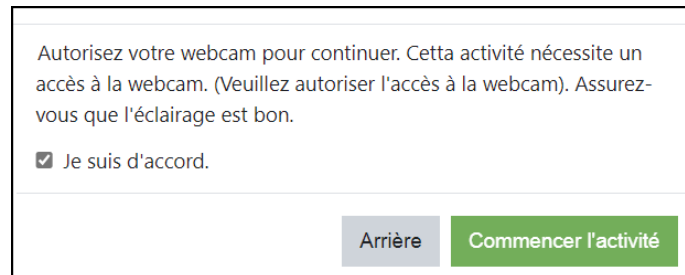 Autorisez votre webcam pour continuer. Cetta activité nécessite un
accès à la webcam. (Veuillez autoriser l'accès à la webcam). Assurez-
vous que l'éclairage est bon.
Je suis d'accord.
Arrière Commencer l'activité